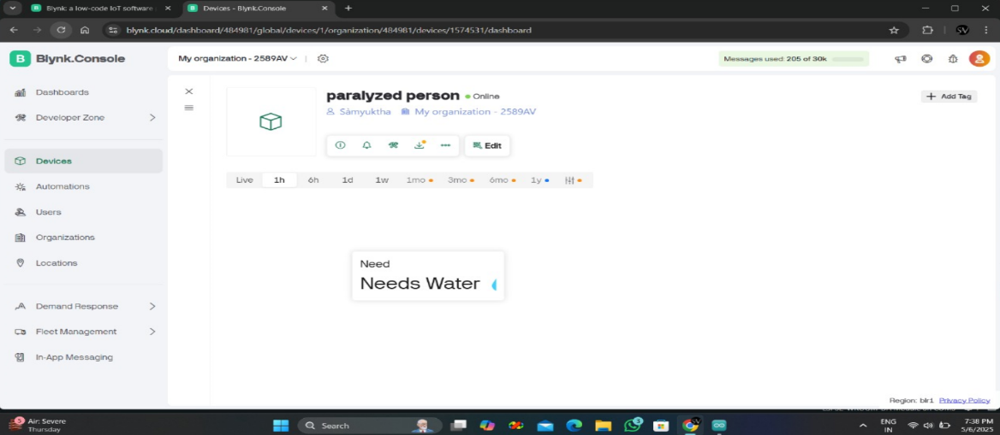 Blynk: a low-code IoT software
Devices - Blynk.Console
blynk.cloud/dashboard/484981/global/devices/1/organization/484981/devices/1574531/dashboard
SV
B Blynk.Console
My organization - 2589AV
Messages used: 205 of 30k
Dashboards
Developer Zone
Devices
Automations
Users
Organizations
Locations
Demand Response
Fleet Management
In-App Messaging
paralyzed person Online
Samyuktha My organization - 2589AV
Add Tag
Edit
Live 1h 6h 1d 1w 1mo 3mo 6mo 1y
Need
Needs Water
Region: blr1 Privacy Policy
5 Air: Severe
Thursday
Search
3
ENG
IN
7:38 PM
5/6/2025